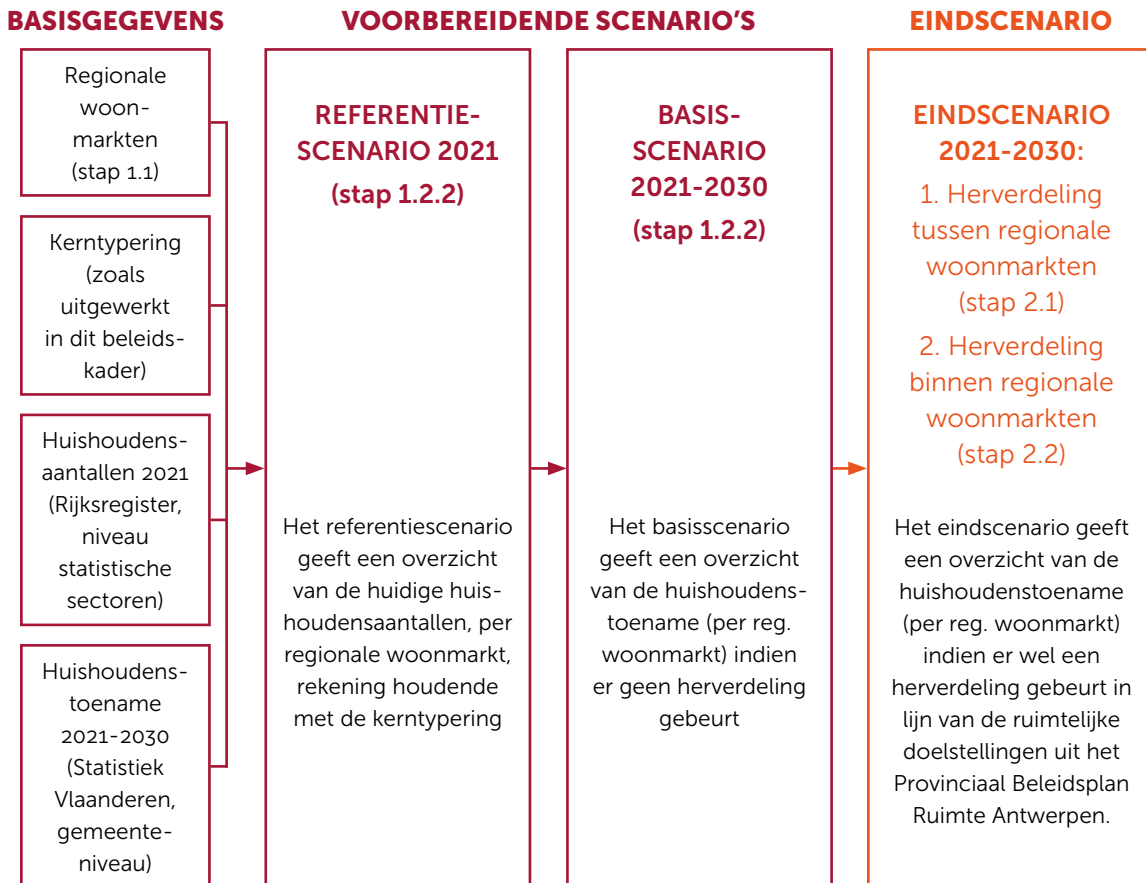 BASISGEGEVENS
Regionale
woon-
markten
(stap 1.1)
Kerntypering
(zoals
uitgewerkt
in dit beleids-
kader)
Huishoudens-
aantallen 2021
(Rijksregister,
niveau
statistische
sectoren)
Huishoudens-
toename
2021-2030
(Statistiek
Vlaanderen,
gemeente-
niveau)
VOORBEREIDENDE SCENARIO'S
REFERENTIE-
SCENARIO 2021
(stap 1.2.2)
Het referentiescenario
geeft een overzicht
van de huidige huis-
houdensaantallen, per
regionale woonmarkt,
rekening houdende
met de kerntypering
BASIS-
SCENARIO
2021-2030
(stap 1.2.2)
Het basisscenario
geeft een overzicht
van de huishoudens-
toename (per reg.
woonmarkt) indien
er geen herverdeling
gebeurt
EINDSCENARIO
EINDSCENARIO
2021-2030:
1. Herverdeling
tussen regionale
woonmarkten
(stap 2.1)
2. Herverdeling
binnen regionale
woonmarkten
(stap 2.2)
Het eindscenario geeft
een overzicht van de
huishoudenstoename
(per reg. woonmarkt)
indien er wel een
herverdeling gebeurt in
lijn van de ruimtelijke
doelstellingen uit het
Provinciaal Beleidsplan
Ruimte Antwerpen.